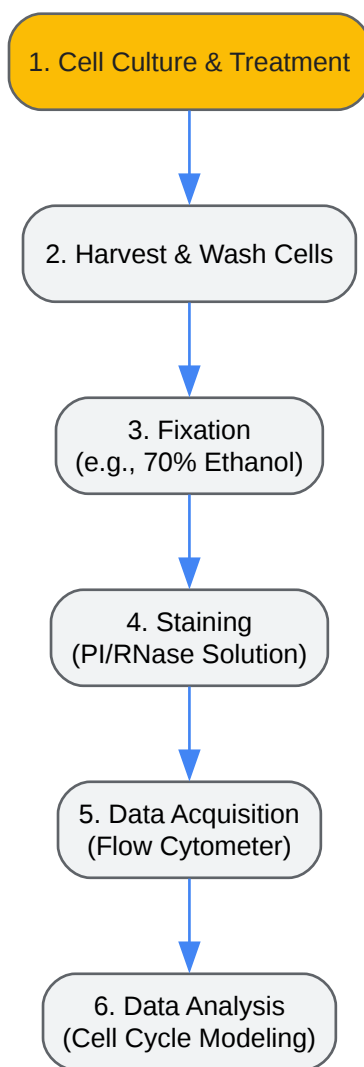 1. Cell Culture & Treatment
2. Harvest & Wash Cells
3. Fixation
(e.g., 70% Ethanol)
4. Staining
(PI/RNase Solution)
5. Data Acquisition
(Flow Cytometer)
6. Data Analysis
(Cell Cycle Modeling)